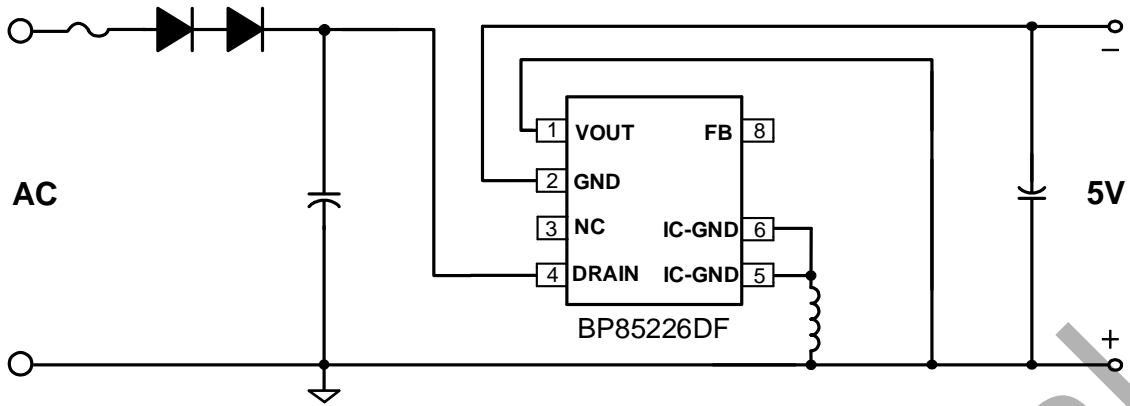 AC
1 VOUT
2 GND
3 NC
4 DRAIN
FB 8
IC-GND 6
IC-GND 5
BP85226DF
−
5V
+